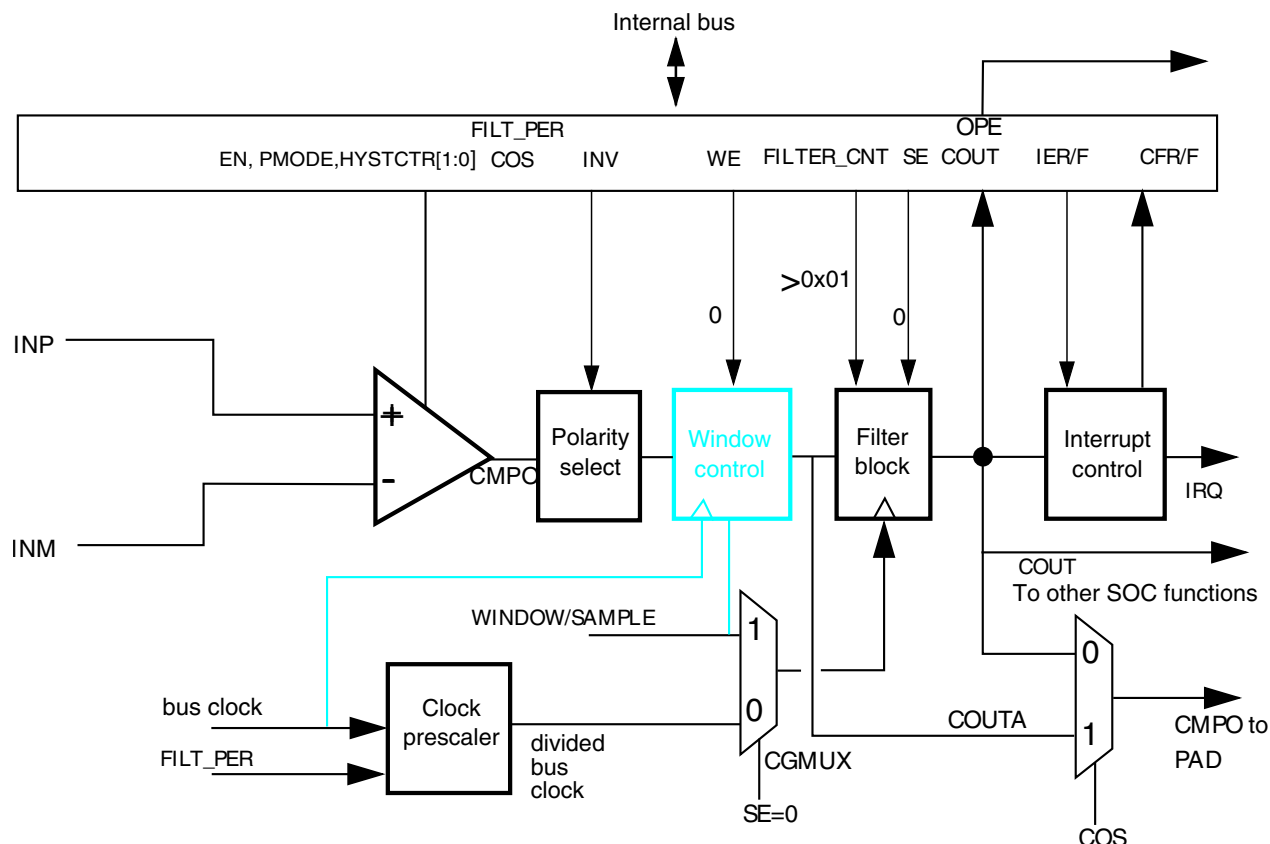 Internal bus
FILT_PER
OPE
EN, PMODE,HYSTCTR[1:0] COS INV WE FILTER_CNT SE COUT IER/F CFR/F
>0x01
0
0
INP
+
-
CMPO
Polarity
select
Window
control
Filter
block
Interrupt
control
IRQ
INM
COUT
To other SOC functions
WINDOW/SAMPLE
1
0
0
1
bus clock
FILT_PER
Clock
prescaler
divided
bus
clock
CGMUX
SE=0
COUTA
CMPO to
PAD
COS